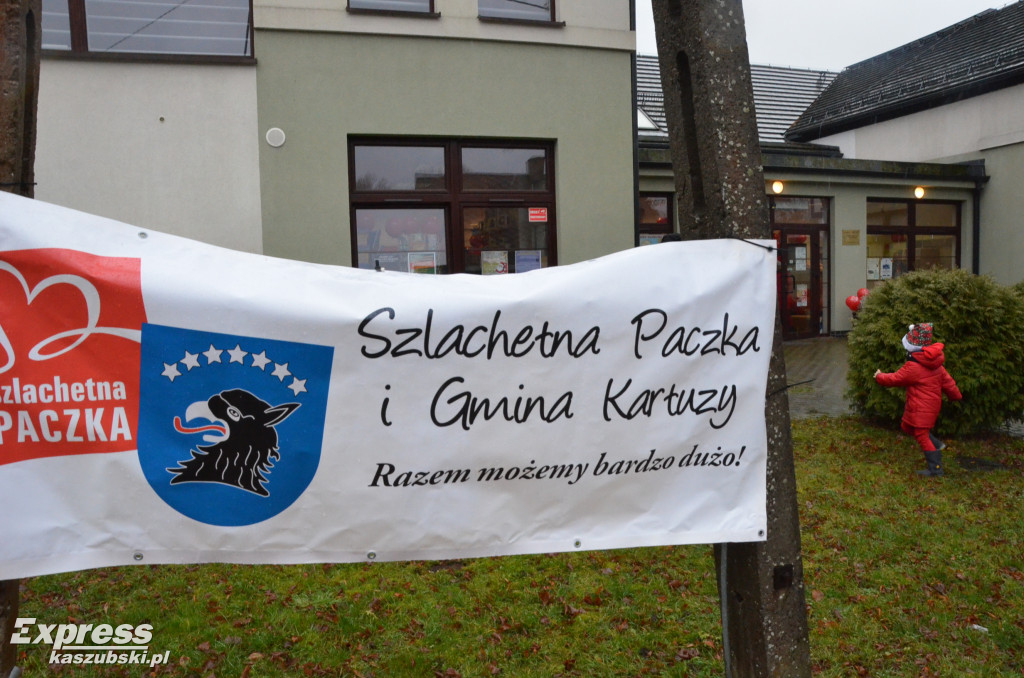 szlachetna
PACZKA
Szlachetna Paczka
i Gmina Kartuzy
Razem możemy bardzo dużo!
Express
kaszubski.pl